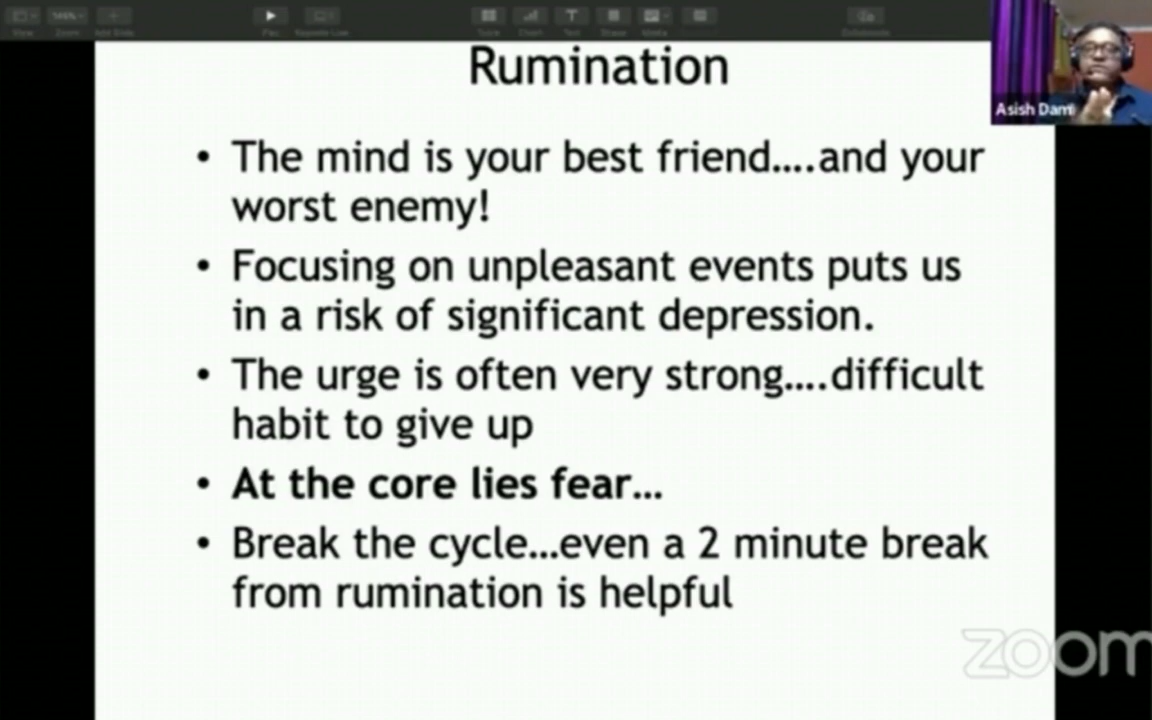 Rumination
Asish Dam
• The mind is your best friend....and your
worst enemy!
• Focusing on unpleasant events puts us
in a risk of significant depression.
• The urge is often very strong....difficult
habit to give up
• At the core lies fear...
• Break the cycle...even a 2 minute break
from rumination is helpful
zoom